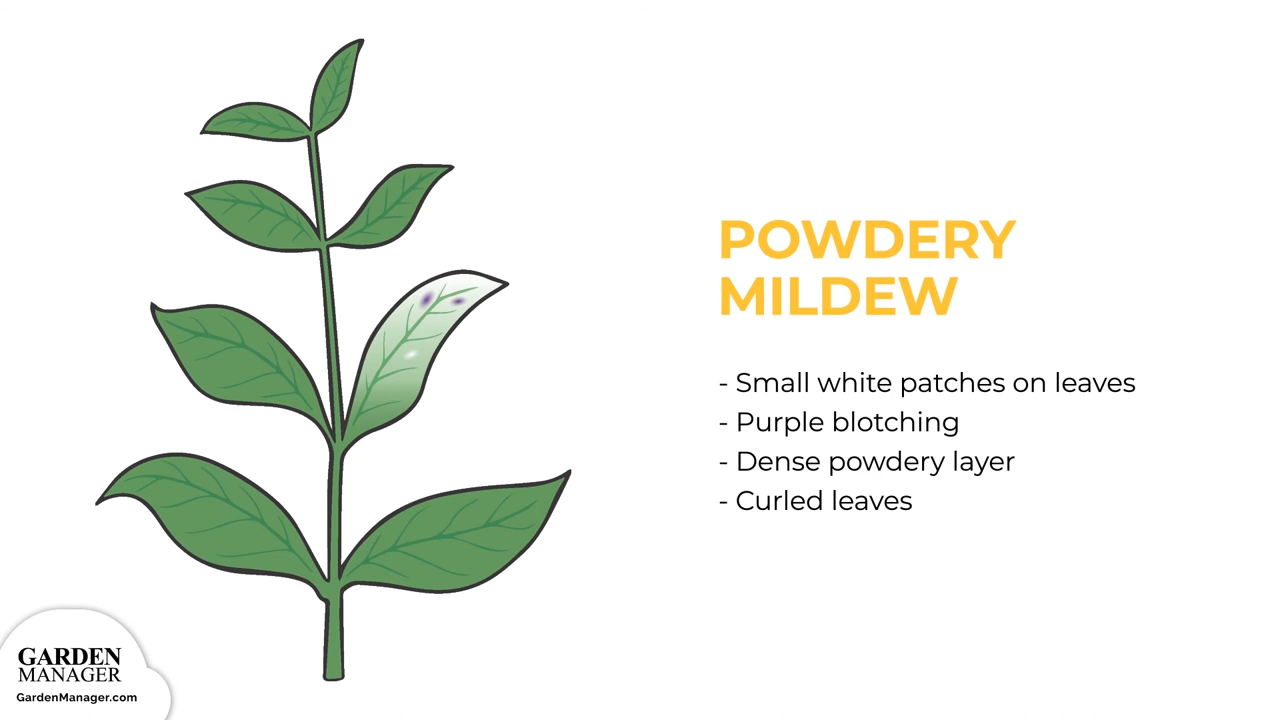 POWDERY
MILDEW
- Small white patches on leaves
- Purple blotching
- Dense powdery layer
- Curled leaves
GARDEN
MANAGER
GardenManager.com